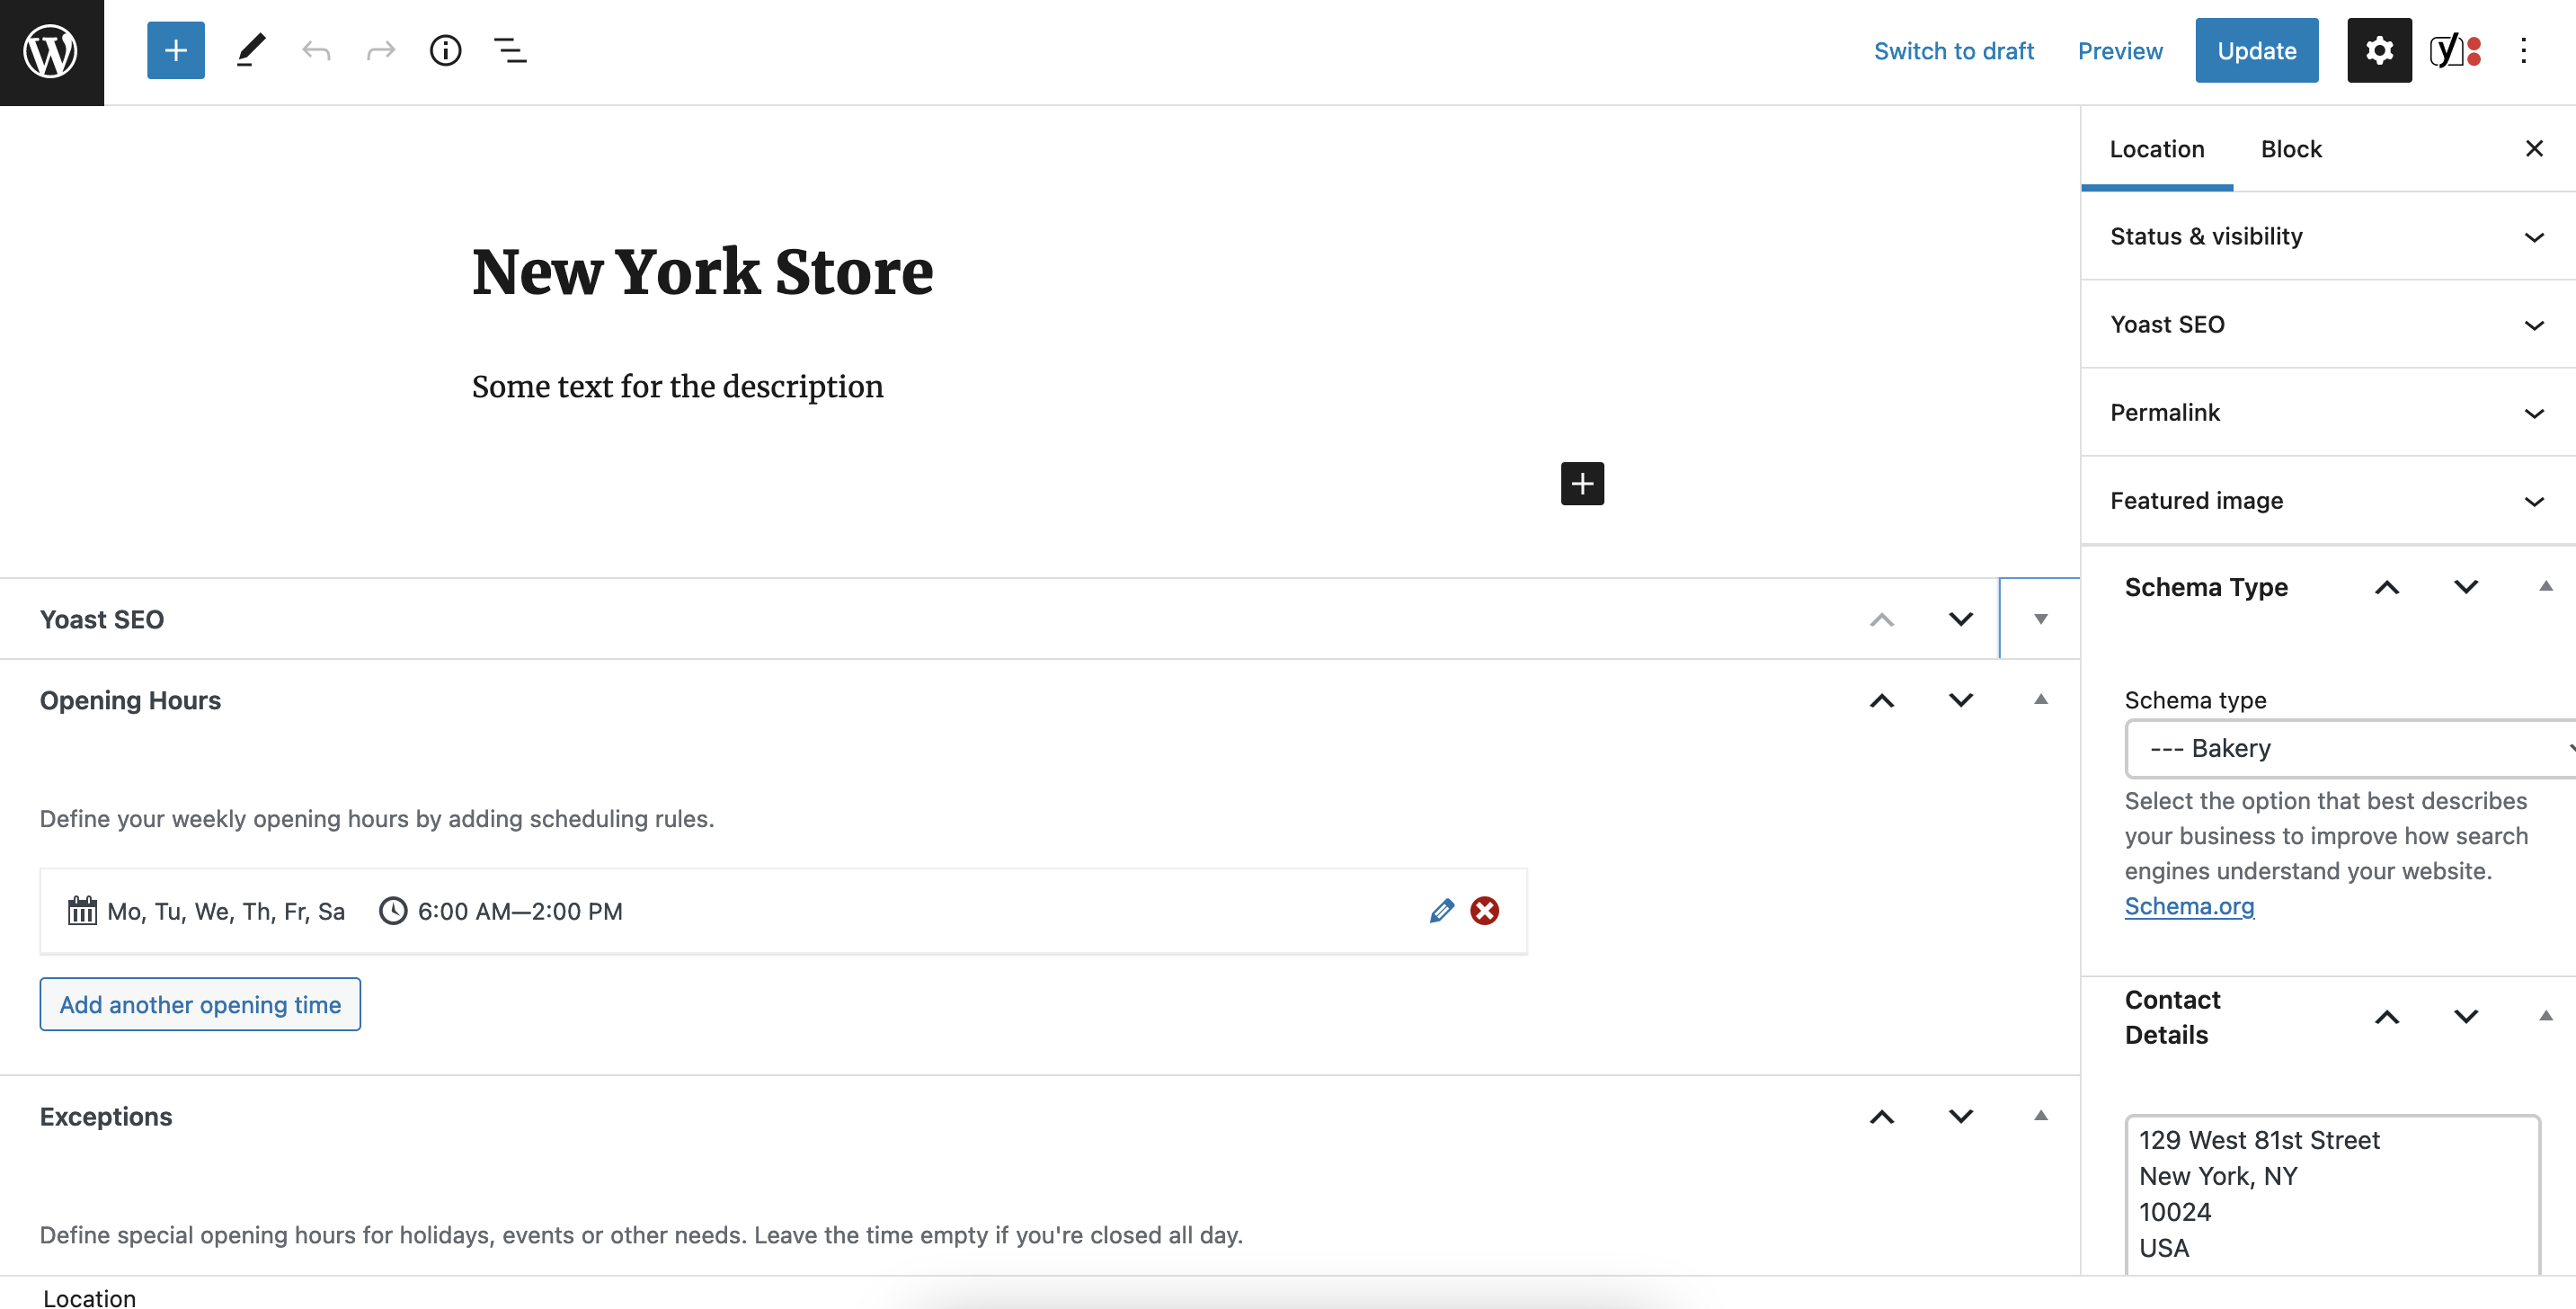 Switch to draft
Preview
Update
Location
Block
Status & visibility
Yoast SEO
Permalink
Featured image
New York Store
Some text for the description
Yoast SEO
Opening Hours
Define your weekly opening hours by adding scheduling rules.
Mo, Tu, We, Th, Fr, Sa
6:00 AM—2:00 PM
Add another opening time
Exceptions
Define special opening hours for holidays, events or other needs. Leave the time empty if you're closed all day.
Location
Schema Type
Schema type
--- Bakery
Select the option that best describes
your business to improve how search
engines understand your website.
Schema.org
Contact
Details
129 West 81st Street
New York, NY
10024
USA